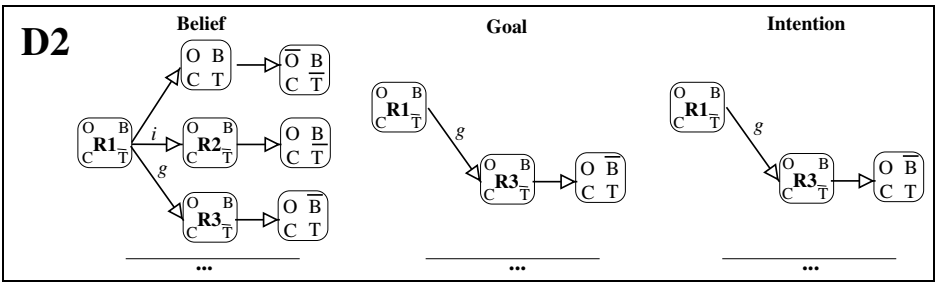 D2
Belief
Goal
Intention
O B
C T
O̅ B
C T̅
O B
R1
C T̅
i
g
O B
R2
C T̅
O B
C T̅
O B
R3
C T̅
O B̅
C T
...
O B
R1
C T̅
g
O B
R3
C T̅
O B̅
C T
...
O B
R1
C T̅
g
O B
R3
C T̅
O B̅
C T
...